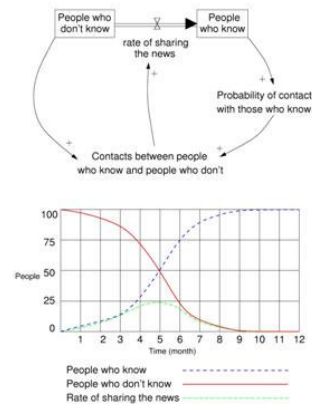 People who
don't know
People
who know
rate of sharing
the news
+
+
Probability of contact
with those who know
+
+
Contacts between people
who know and people who don't
100
75
50
25
0
People
1 2 3 4 5 6 7 8 9 10 11 12
Time (month)
People who know
People who don't know
Rate of sharing the news